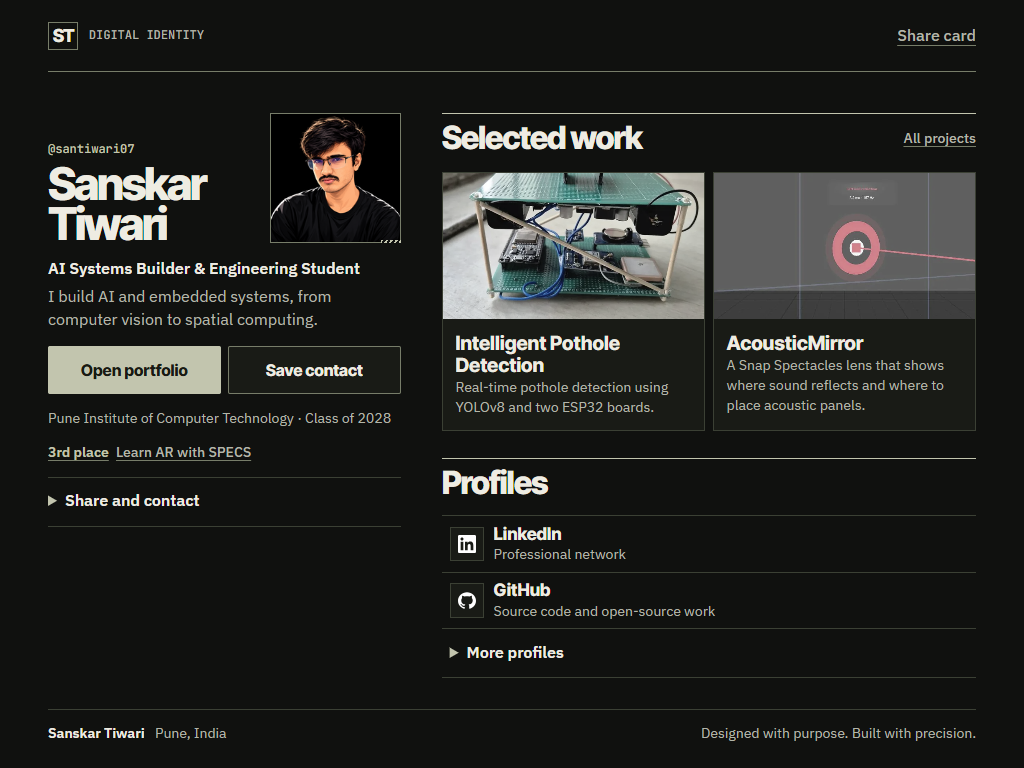 ST DIGITAL IDENTITY
Share card
@santiwari07
Sanskar
Tiwari
AI Systems Builder & Engineering Student
I build AI and embedded systems, from
computer vision to spatial computing.
Open portfolio
Save contact
Pune Institute of Computer Technology · Class of 2028
3rd place Learn AR with SPECS
Share and contact
Selected work
All projects
Intelligent Pothole
Detection
Real-time pothole detection using
YOLOv8 and two ESP32 boards.
AcousticMirror
A Snap Spectacles lens that shows
where sound reflects and where to
place acoustic panels.
Profiles
LinkedIn
Professional network
GitHub
Source code and open-source work
More profiles
Sanskar Tiwari Pune, India
Designed with purpose. Built with precision.